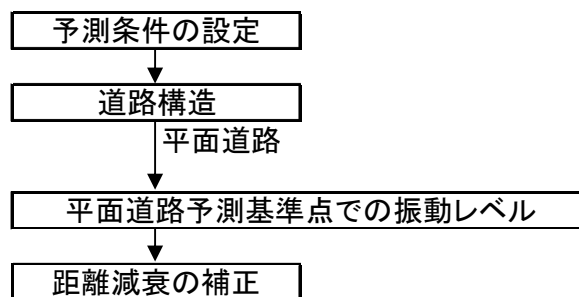 予測条件の設定
道路構造
平面道路
平面道路予測基準点での振動レベル
距離減衰の補正